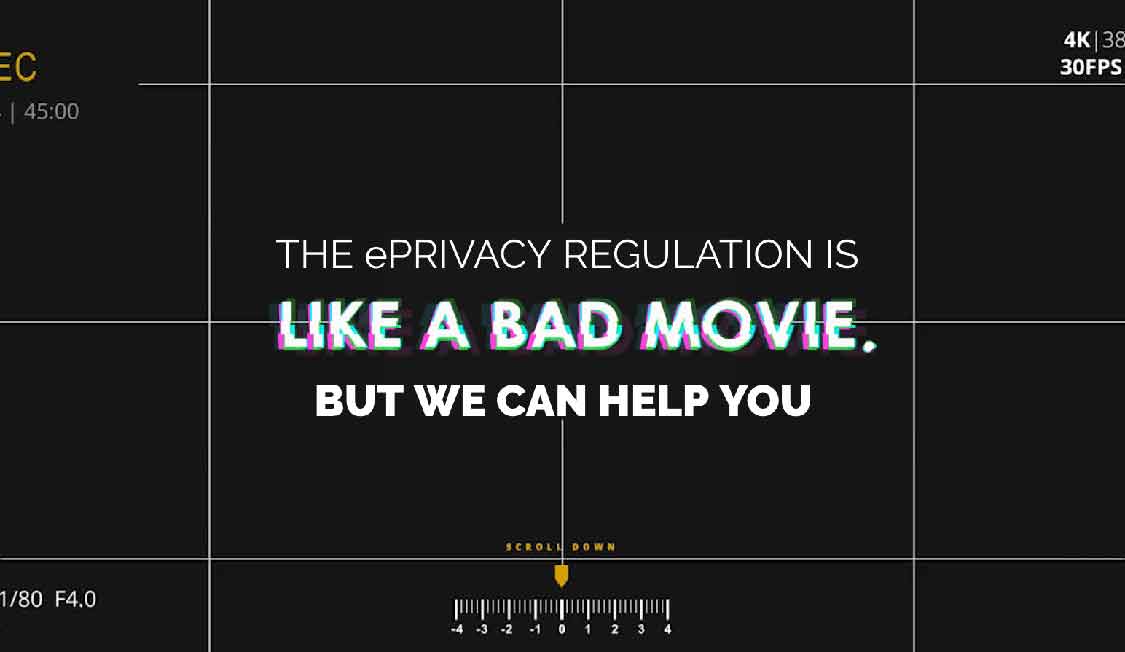 EC
4K|38
30FPS
| 45:00
THE ePRIVACY REGULATION IS
LIKE A BAD MOVIE.
BUT WE CAN HELP YOU
SCROLL DOWN
1/80 F4.0
-4 -3 -2 -1 0 1 2 3 4